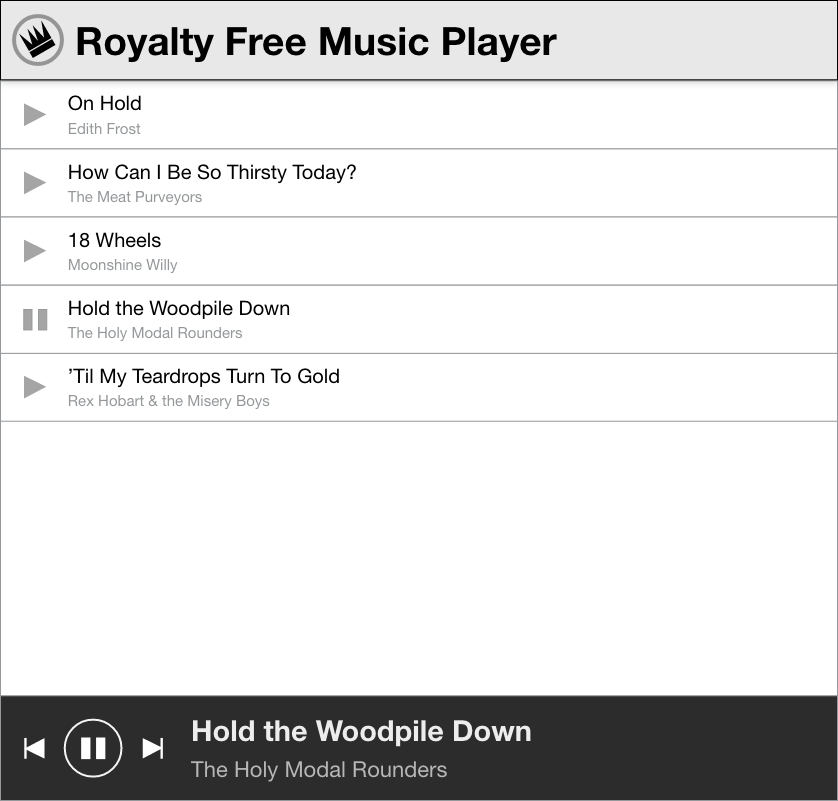 Royalty Free Music Player
On Hold
Edith Frost
How Can I Be So Thirsty Today?
The Meat Purveyors
18 Wheels
Moonshine Willy
Hold the Woodpile Down
The Holy Modal Rounders
’Til My Teardrops Turn To Gold
Rex Hobart & the Misery Boys
Hold the Woodpile Down
The Holy Modal Rounders